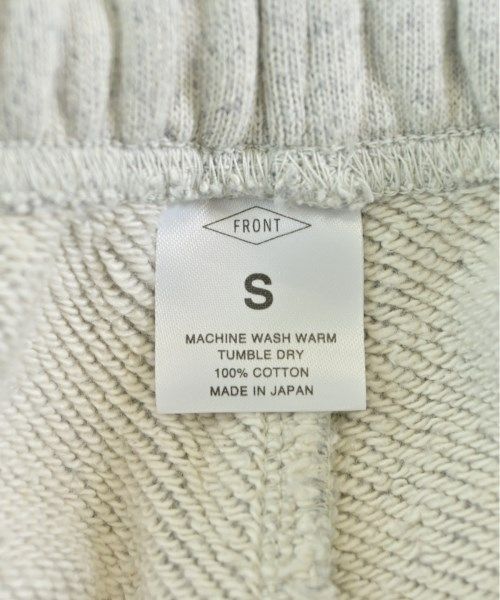 FRONT
S
MACHINE WASH WARM
TUMBLE DRY
100% COTTON
MADE IN JAPAN